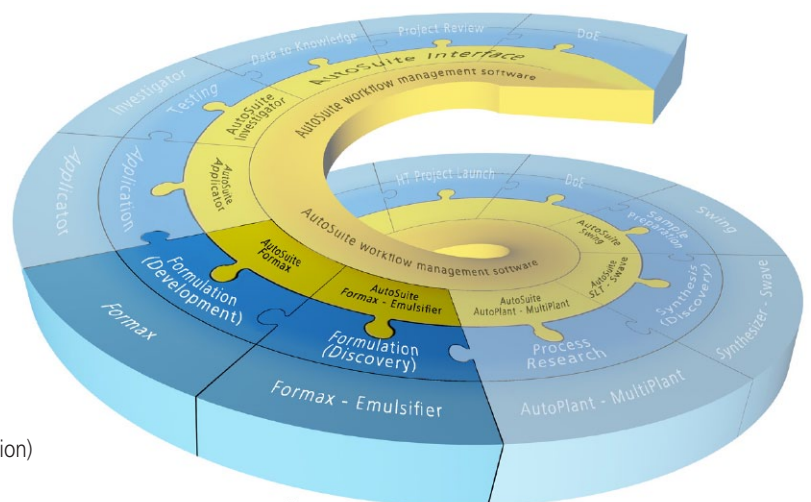 Data to Knowledge
Project Review
DoE
Investigator
Testing
AutoSuite Interface
AutoSuite
Investigator
AutoSuite workflow management software
Applicator
Application
AutoSuite
Applicator
HT Project Launch
DoE
Sample
Preparation
Swing
AutoSuite
Swing
AutoSuite workflow management software
AutoSuite
SLT - Swave
Synthesis
(Discovery)
Synthesizer - Swave
AutoSuite
Formax
AutoSuite
Formax - Emulsifier
AutoSuite
AutoPlant - MultiPlant
Formulation
(Development)
Formulation
(Discovery)
Process
Research
Formax
Formax - Emulsifier
AutoPlant - MultiPlant
ion)